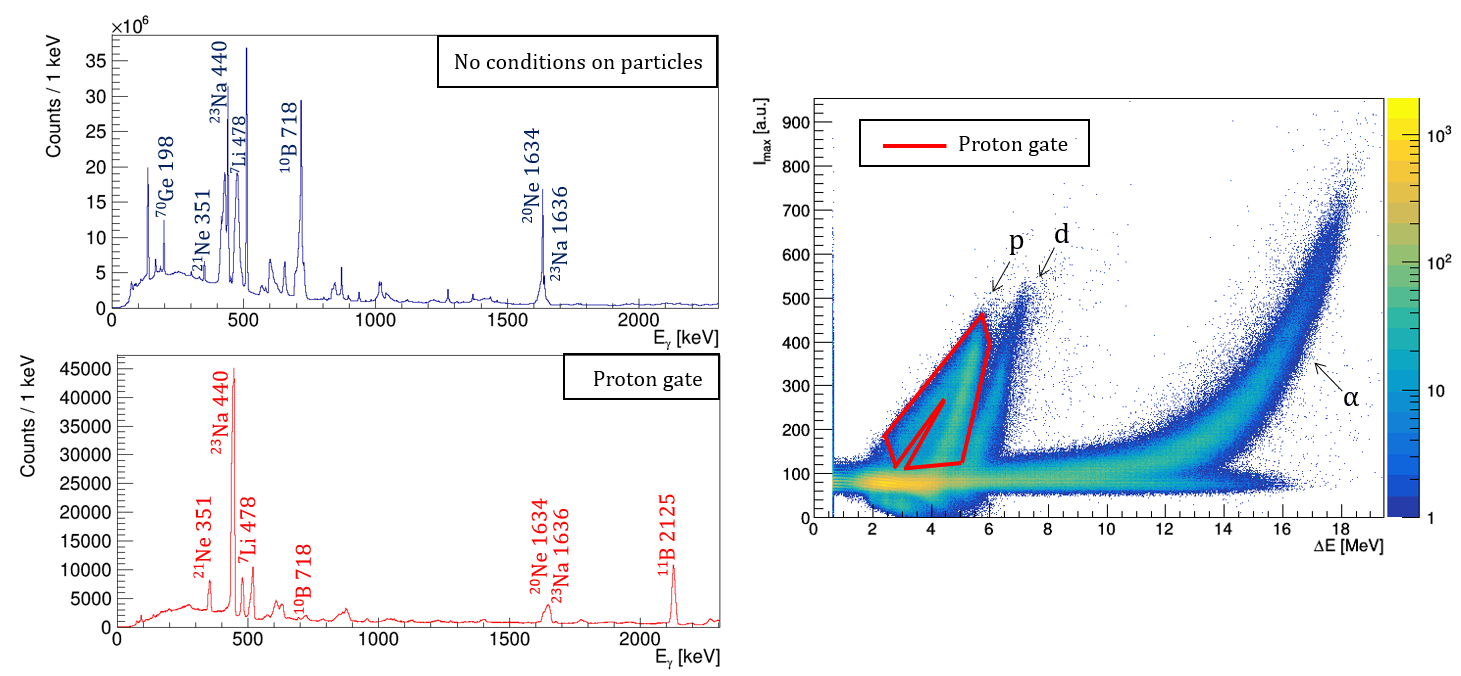 ×10⁶
Counts / 1 keV
35
30
25
20
15
10
5
0
No conditions on particles
⁷⁰Ge 198
²¹Ne 351
²³Na 440
⁷Li 478
¹⁰B 718
²⁰Ne 1634
²³Na 1636
0 500 1000 1500 2000
Eγ [keV]
Counts / 1 keV
45000
40000
35000
30000
25000
20000
15000
10000
5000
0
Proton gate
²¹Ne 351
²³Na 440
⁷Li 478
¹⁰B 718
²⁰Ne 1634
²³Na 1636
¹¹B 2125
0 500 1000 1500 2000
Eγ [keV]
Imax [a.u.]
900
800
700
600
500
400
300
200
100
0
Proton gate
p
d
α
0 2 4 6 8 10 12 14 16 18
ΔE [MeV]
10³
10²
10
1